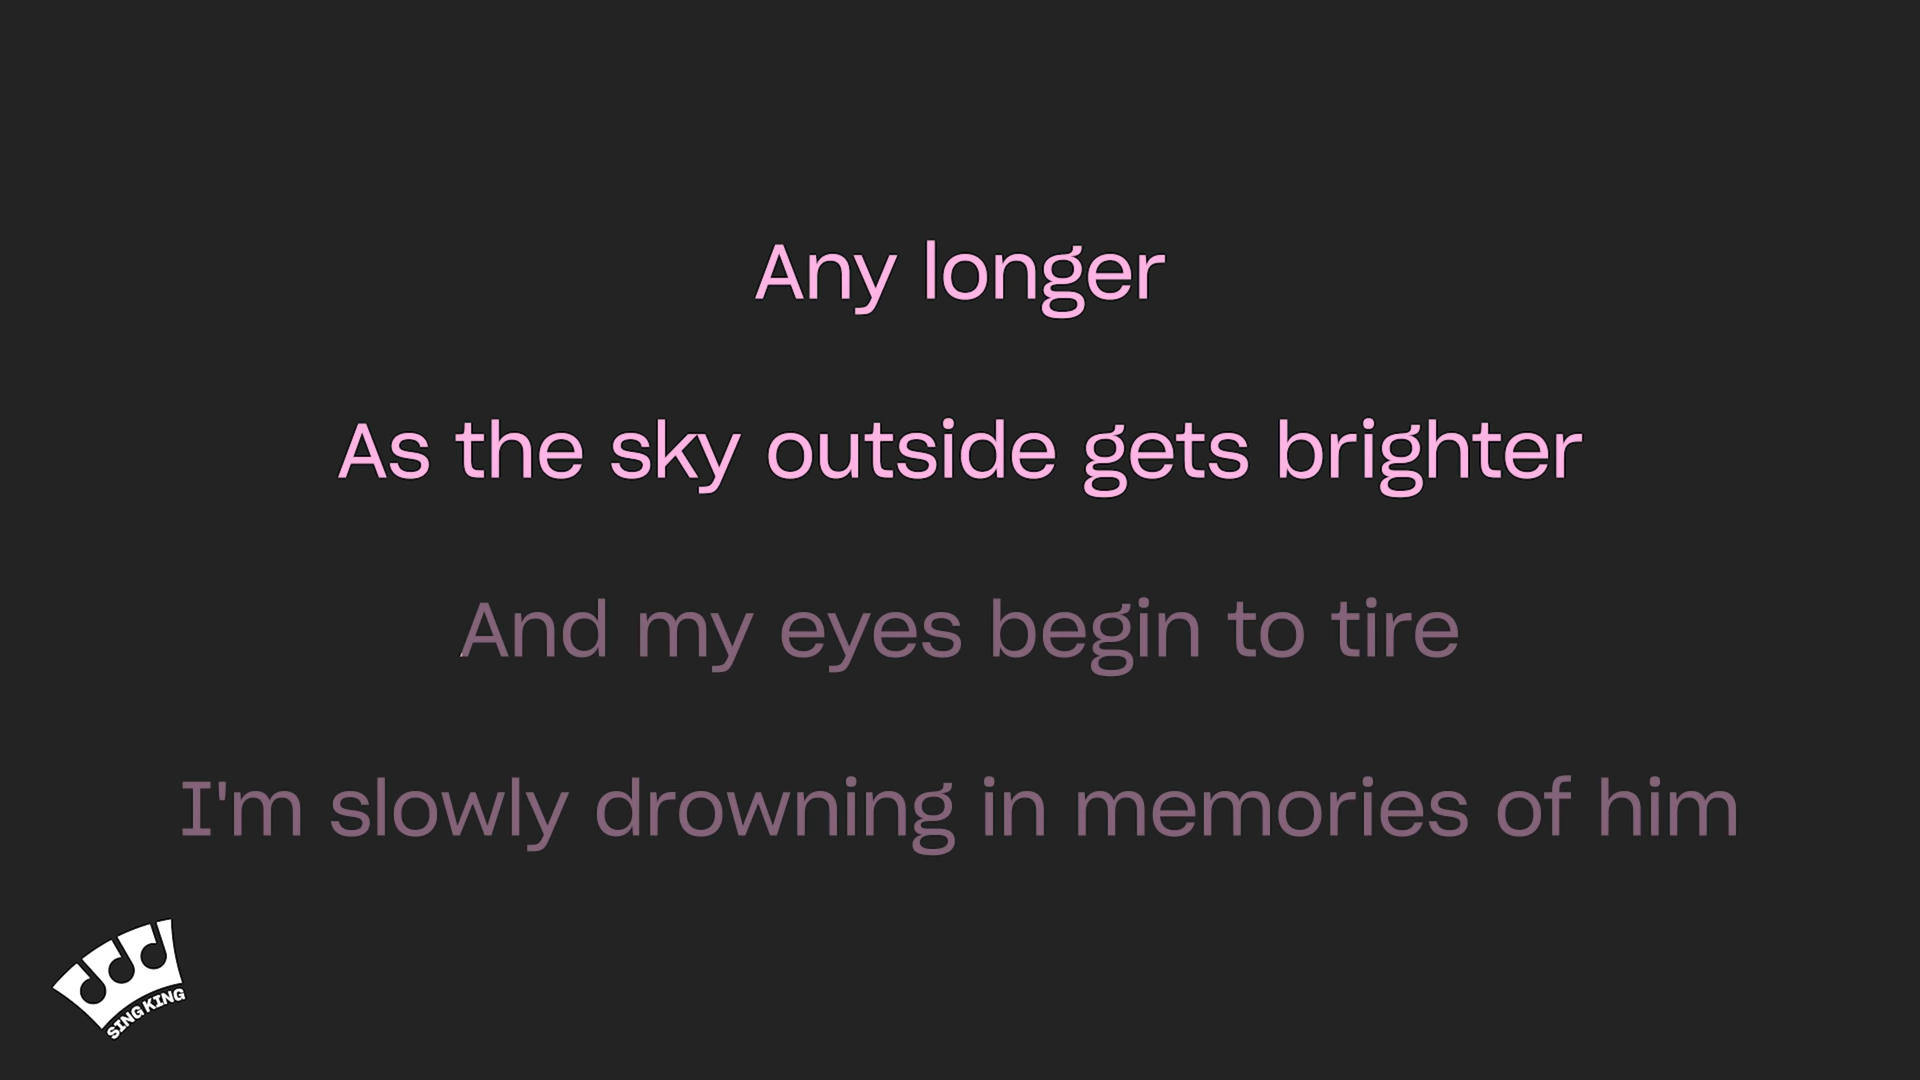 Any longer
As the sky outside gets brighter
And my eyes begin to tire
I'm slowly drowning in memories of him
SING KING